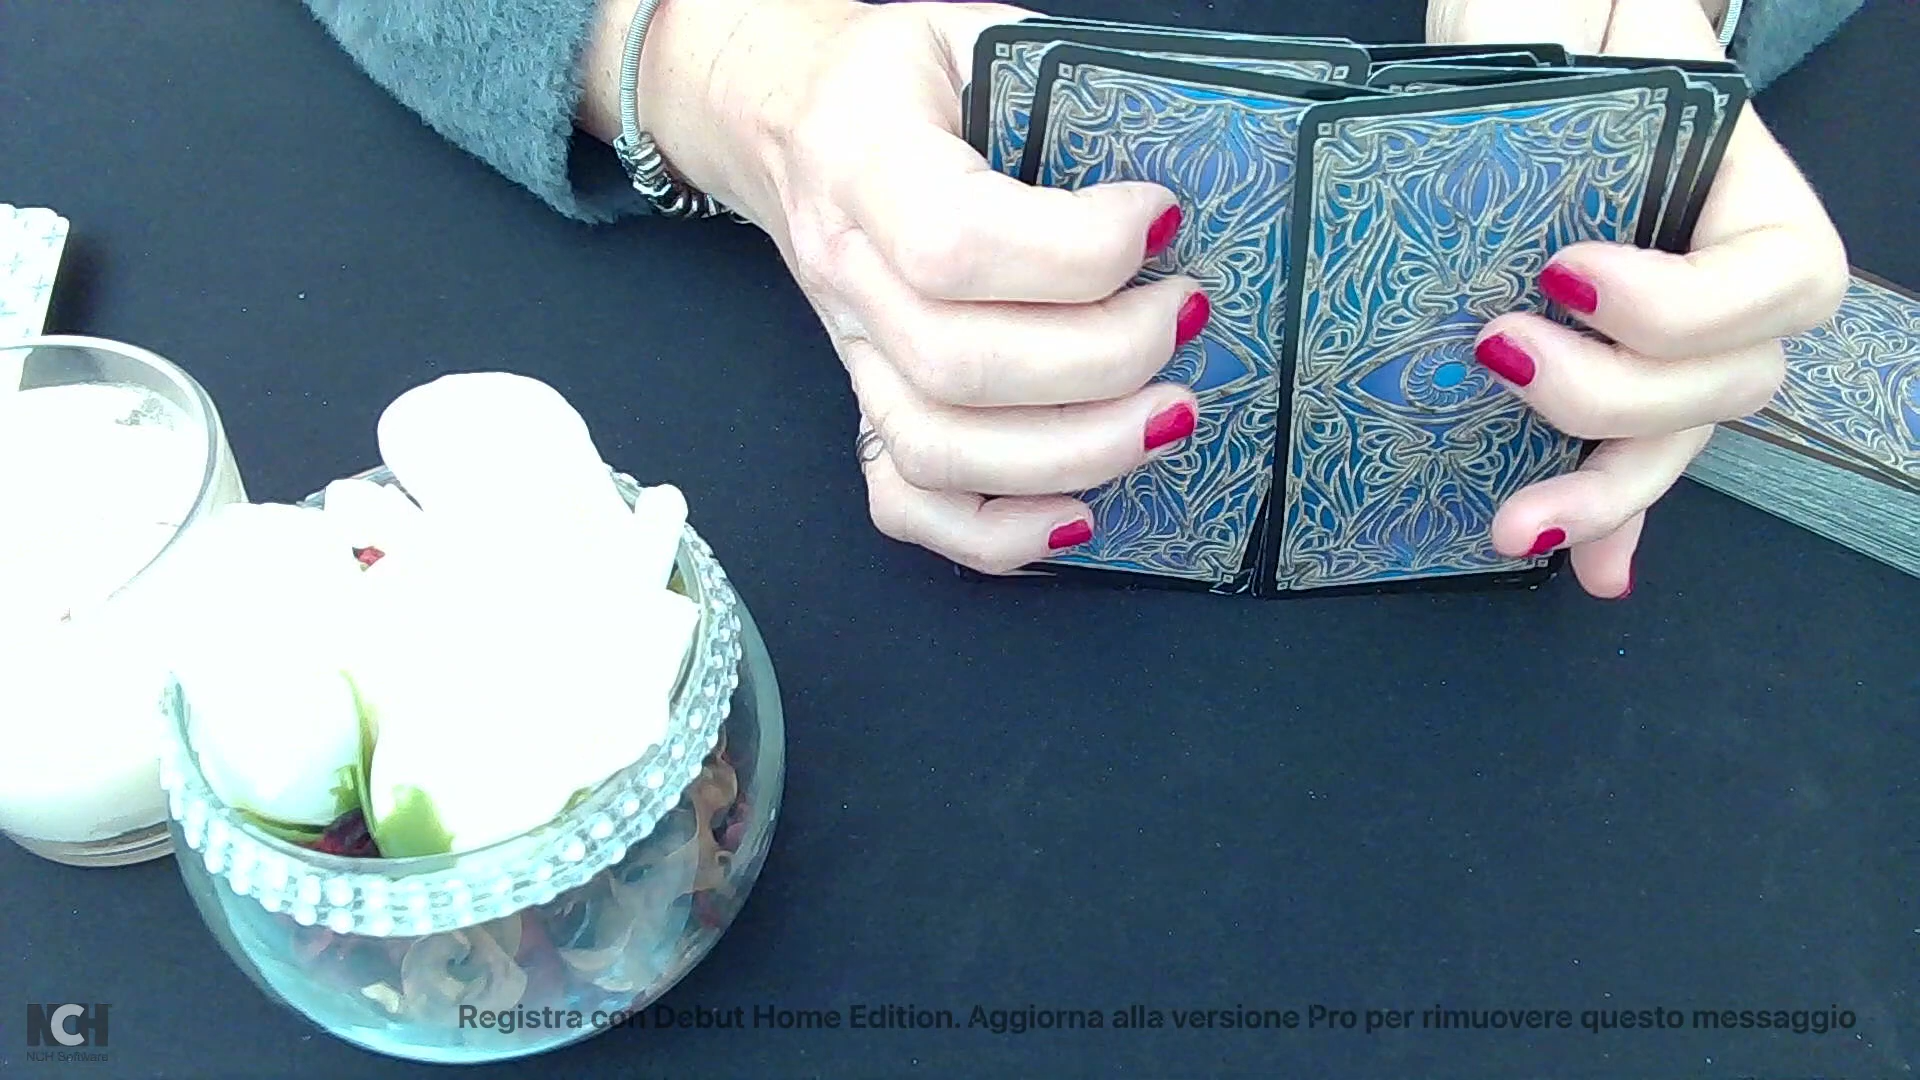 Registra con Debut Home Edition. Aggiorna alla versione Pro per rimuovere questo messaggio
NCH
NCH Software